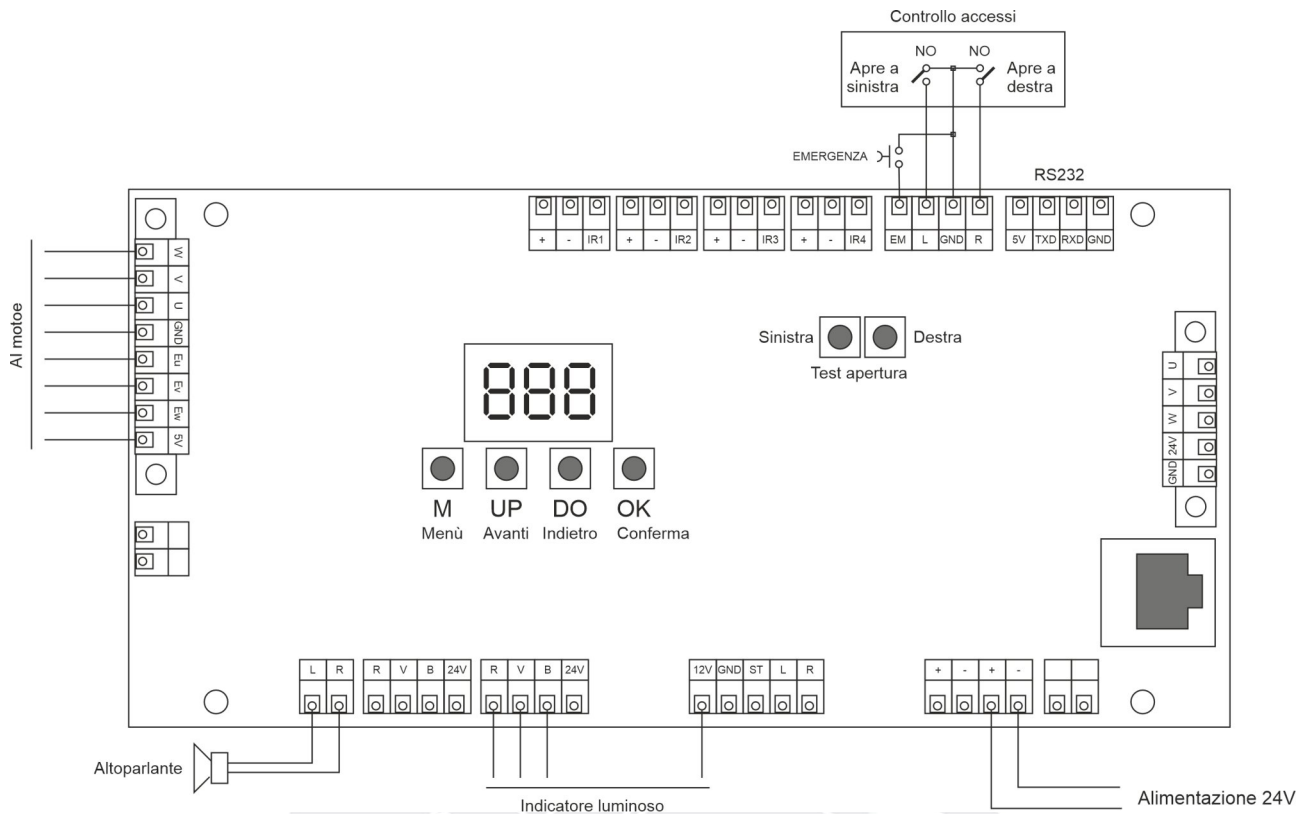 Controllo accessi
NO NO
Apre a sinistra
Apre a destra
EMERGENZA
RS232
+ - IR1 + - IR2 + - IR3 + - IR4 EM L GND R 5V TXD RXD GND
Al motoe
W
V
U
GND
Eu
Ev
Ew
5V
Sinistra Destra
Test apertura
888
M UP DO OK
Menù Avanti Indietro Conferma
U
V
W
24V
GND
L R R V B 24V R V B 24V 12V GND ST L R + - + -
Altoparlante
Indicatore luminoso
Alimentazione 24V